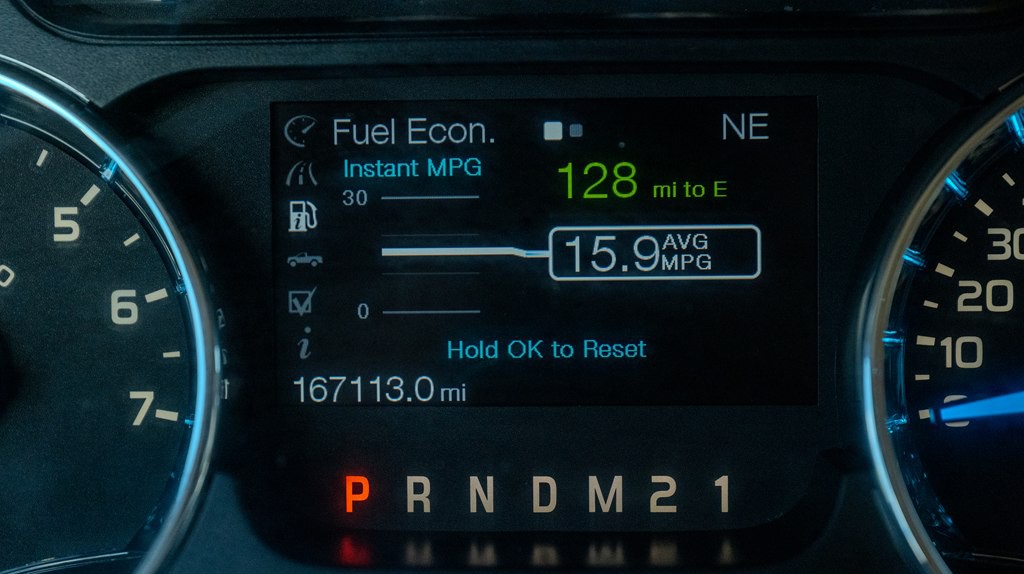 Fuel Econ.
NE
Instant MPG
128 mi to E
30
15.9 AVG MPG
0
Hold OK to Reset
167113.0 mi
P R N D M 2 1
5
6
7
30
20
10
0